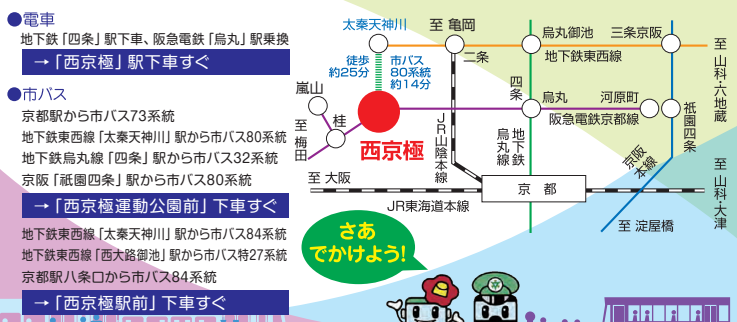 ●電車
地下鉄「四条」駅下車、阪急電鉄「烏丸」駅乗換
→「西京極」駅下車すぐ
●市バス
京都駅から市バス73系統
地下鉄東西線「太秦天神川」駅から市バス80系統
地下鉄烏丸線「四条」駅から市バス32系統
京阪「祇園四条」駅から市バス80系統
→「西京極運動公園前」下車すぐ
地下鉄東西線「太秦天神川」駅から市バス84系統
地下鉄東西線「西大路御池」駅から市バス特27系統
京都駅八条口から市バス84系統
→「西京極駅前」下車すぐ
太秦天神川
至 亀岡
烏丸御池
三条京阪
二条
地下鉄東西線
至 山科・六地蔵
徒歩
約25分
市バス
80系統
約14分
嵐山
桂
至 梅田
西京極
四条
烏丸
河原町
阪急電鉄京都線
祇園四条
JR山陰本線
地下鉄
烏丸線
京阪
本線
至 大阪
京都
至 山科・大津
JR東海道本線
至 淀屋橋
さあ
でかけよう!